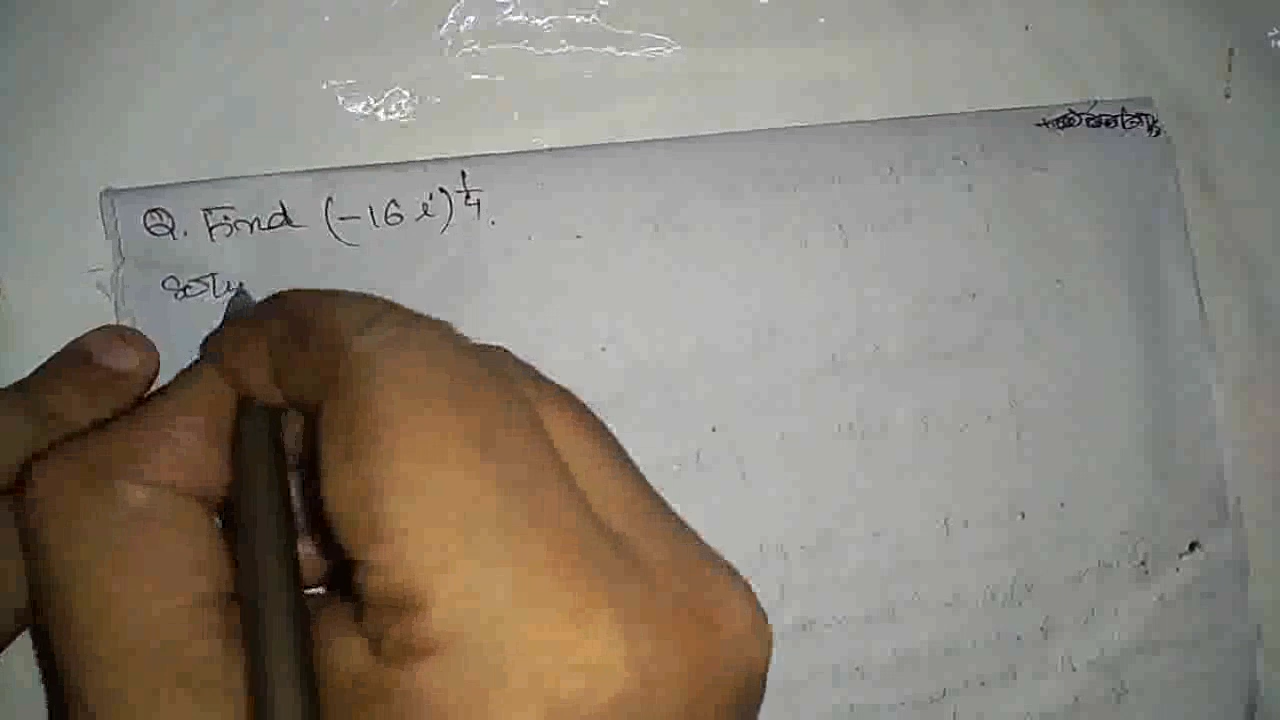 Q. Find (-16 i)^{1/4}.
Soln